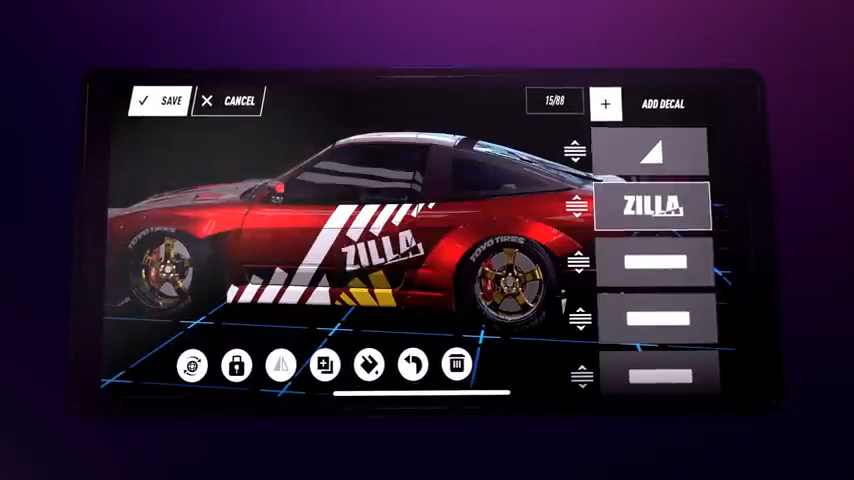 SAVE
CANCEL
15/88
+ ADD DECAL
ZILLA
ZILLA
TOYO TIRES
TOYO TIRES